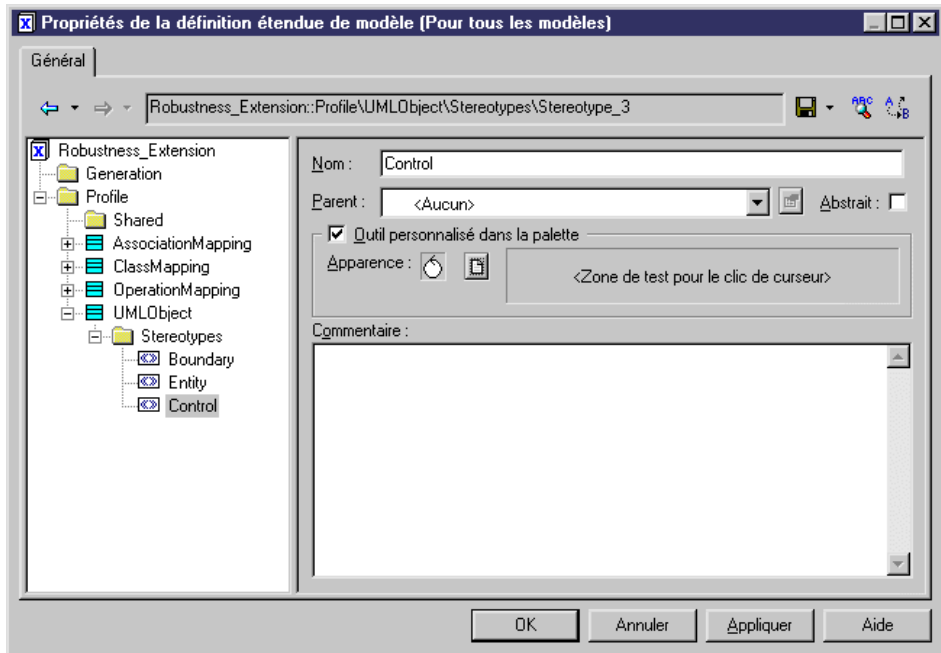 Propriétés de la définition étendue de modèle (Pour tous les modèles)
Général
Robustness_Extension::Profile\UMLObject\Stereotypes\Stereotype_3
Robustness_Extension
Generation
Profile
Shared
AssociationMapping
ClassMapping
OperationMapping
UMLObject
Stereotypes
Boundary
Entity
Control
Nom : Control
Parent : <Aucun> Abstrait :
Outil personnalisé dans la palette
Apparence : <Zone de test pour le clic de curseur>
Commentaire :
OK Annuler Appliquer Aide